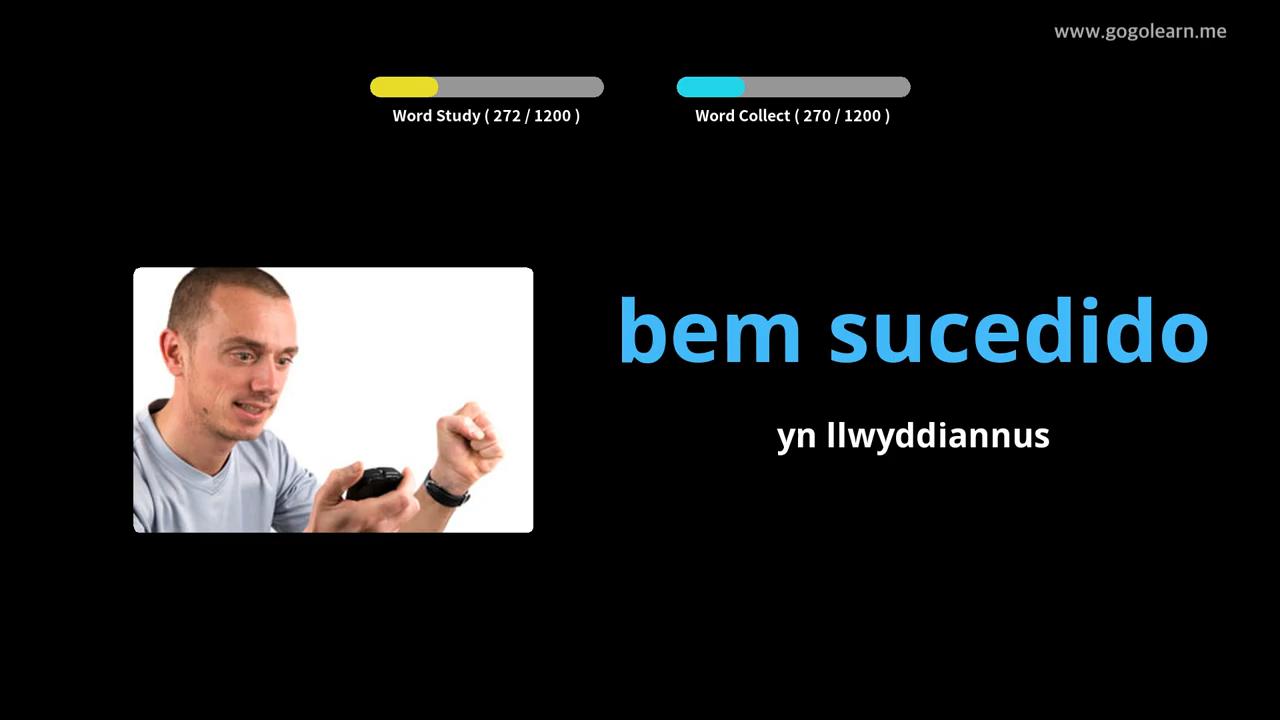 www.gogolearn.me
Word Study ( 272 / 1200 )
Word Collect ( 270 / 1200 )
bem sucedido
yn llwyddiannus